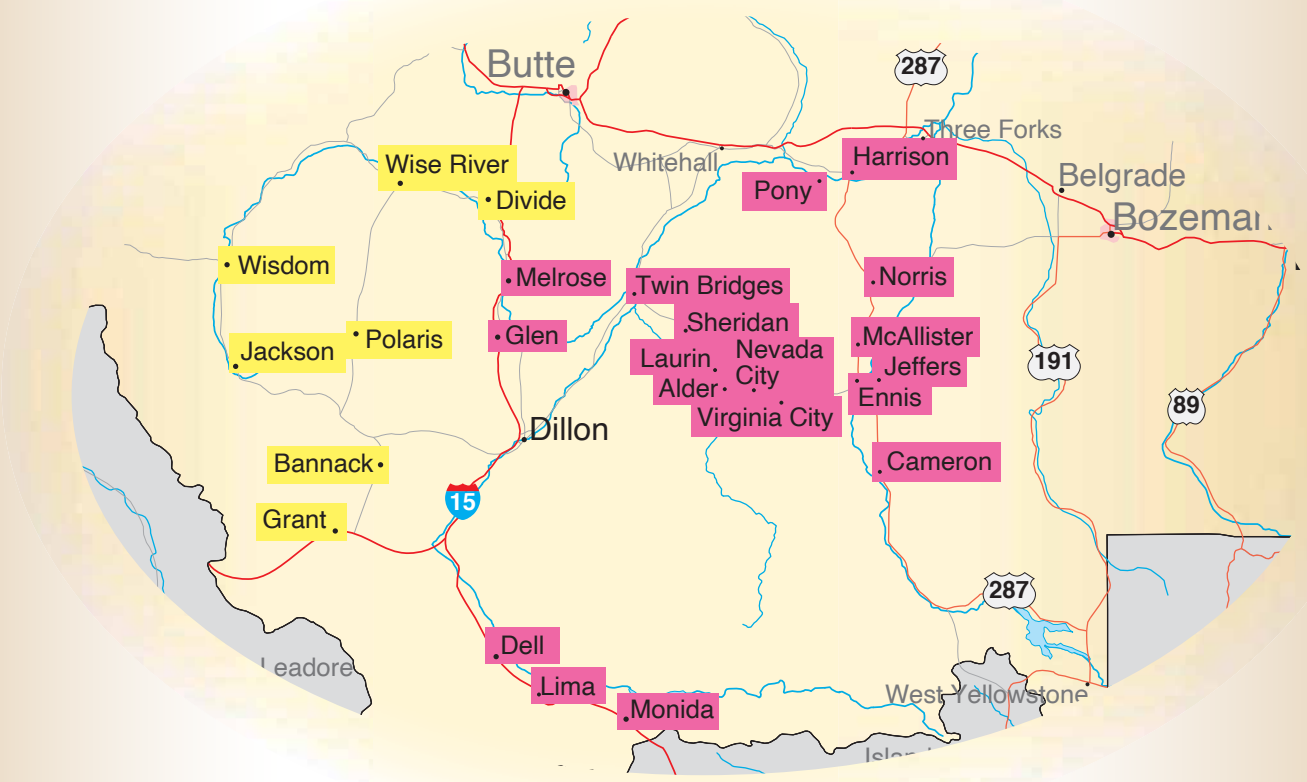 Butte
287
Three Forks
Whitehall
Harrison
Wise River
Pony
Belgrade
Divide
Wisdom
Melrose
Twin Bridges
Norris
Sheridan
Glen
McAllister
Polaris
Jackson
Laurin
Nevada
City
Jeffers
191
Alder
Ennis
89
Virginia City
Dillon
Bannack
Cameron
15
Grant
287
Dell
Leadore
Lima
West Yellowstone
Monida